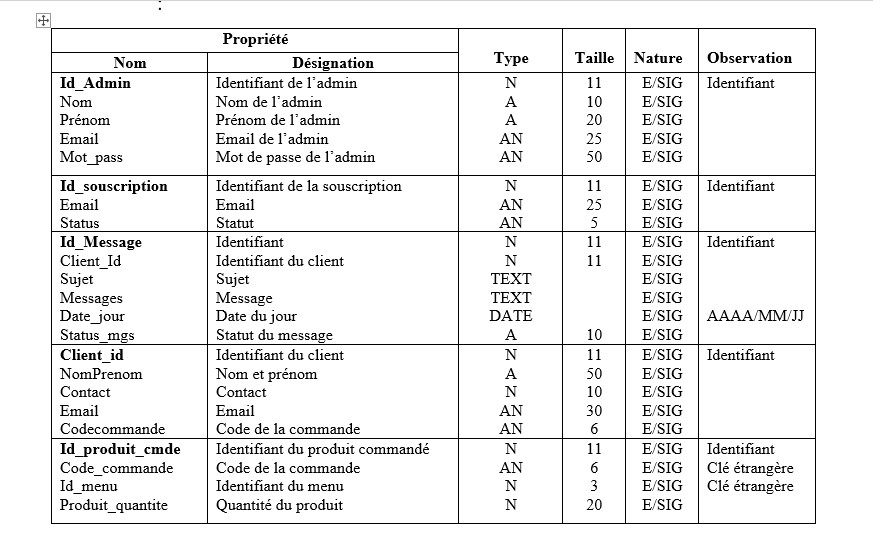 :
Propriété
Nom Désignation Type Taille Nature Observation
Id_Admin Identifiant de l’admin N 11 E/SIG Identifiant
Nom Nom de l’admin A 10 E/SIG
Prénom Prénom de l’admin A 20 E/SIG
Email Email de l’admin AN 25 E/SIG
Mot_pass Mot de passe de l’admin AN 50 E/SIG
Id_souscription Identifiant de la souscription N 11 E/SIG Identifiant
Email Email AN 25 E/SIG
Status Statut AN 5 E/SIG
Id_Message Identifiant N 11 E/SIG Identifiant
Client_Id Identifiant du client N 11 E/SIG
Sujet Sujet TEXT E/SIG
Messages Message TEXT E/SIG
Date_jour Date du jour DATE E/SIG AAAA/MM/JJ
Status_mgs Statut du message A 10 E/SIG
Client_id Identifiant du client N 11 E/SIG Identifiant
NomPrenom Nom et prénom A 50 E/SIG
Contact Contact N 10 E/SIG
Email Email AN 30 E/SIG
Codecommande Code de la commande AN 6 E/SIG
Id_produit_cmde Identifiant du produit commandé N 11 E/SIG Identifiant
Code_commande Code de la commande AN 6 E/SIG Clé étrangère
Id_menu Identifiant du menu N 3 E/SIG Clé étrangère
Produit_quantite Quantité du produit N 20 E/SIG